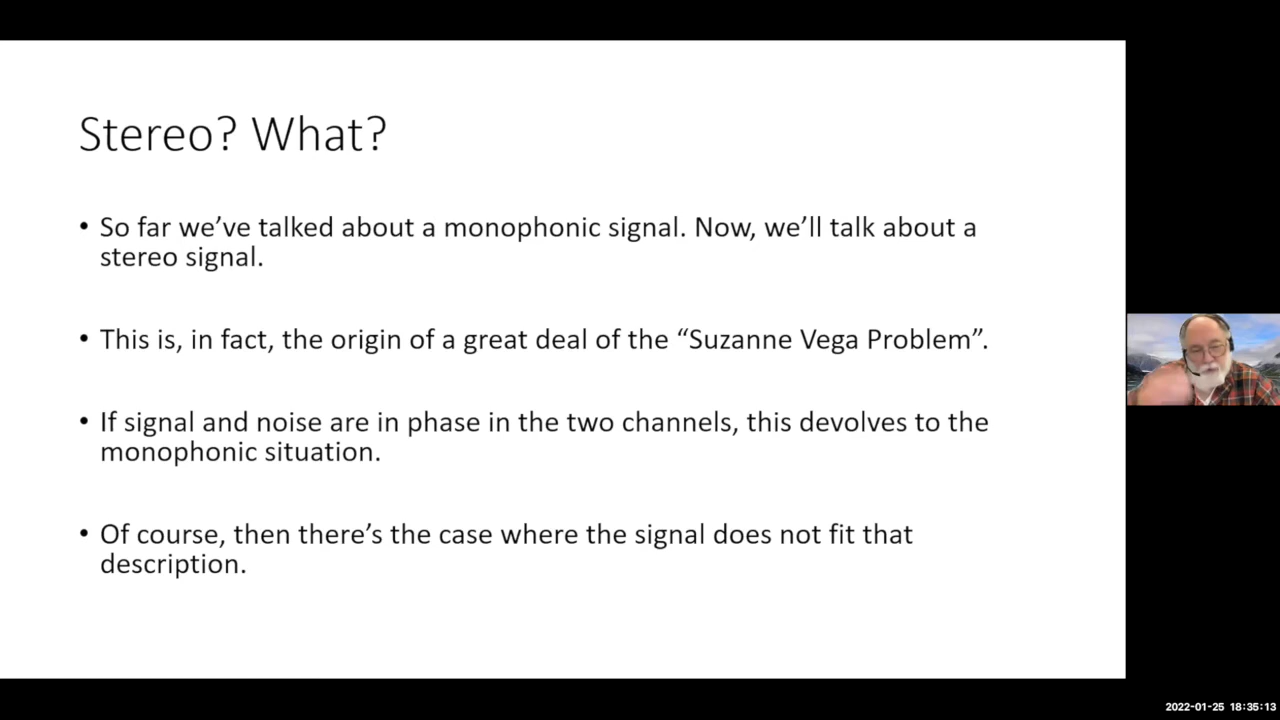 Stereo? What?
• So far we’ve talked about a monophonic signal. Now, we’ll talk about a
stereo signal.
• This is, in fact, the origin of a great deal of the “Suzanne Vega Problem”.
• If signal and noise are in phase in the two channels, this devolves to the
monophonic situation.
• Of course, then there’s the case where the signal does not fit that
description.
2022-01-25 18:35:13